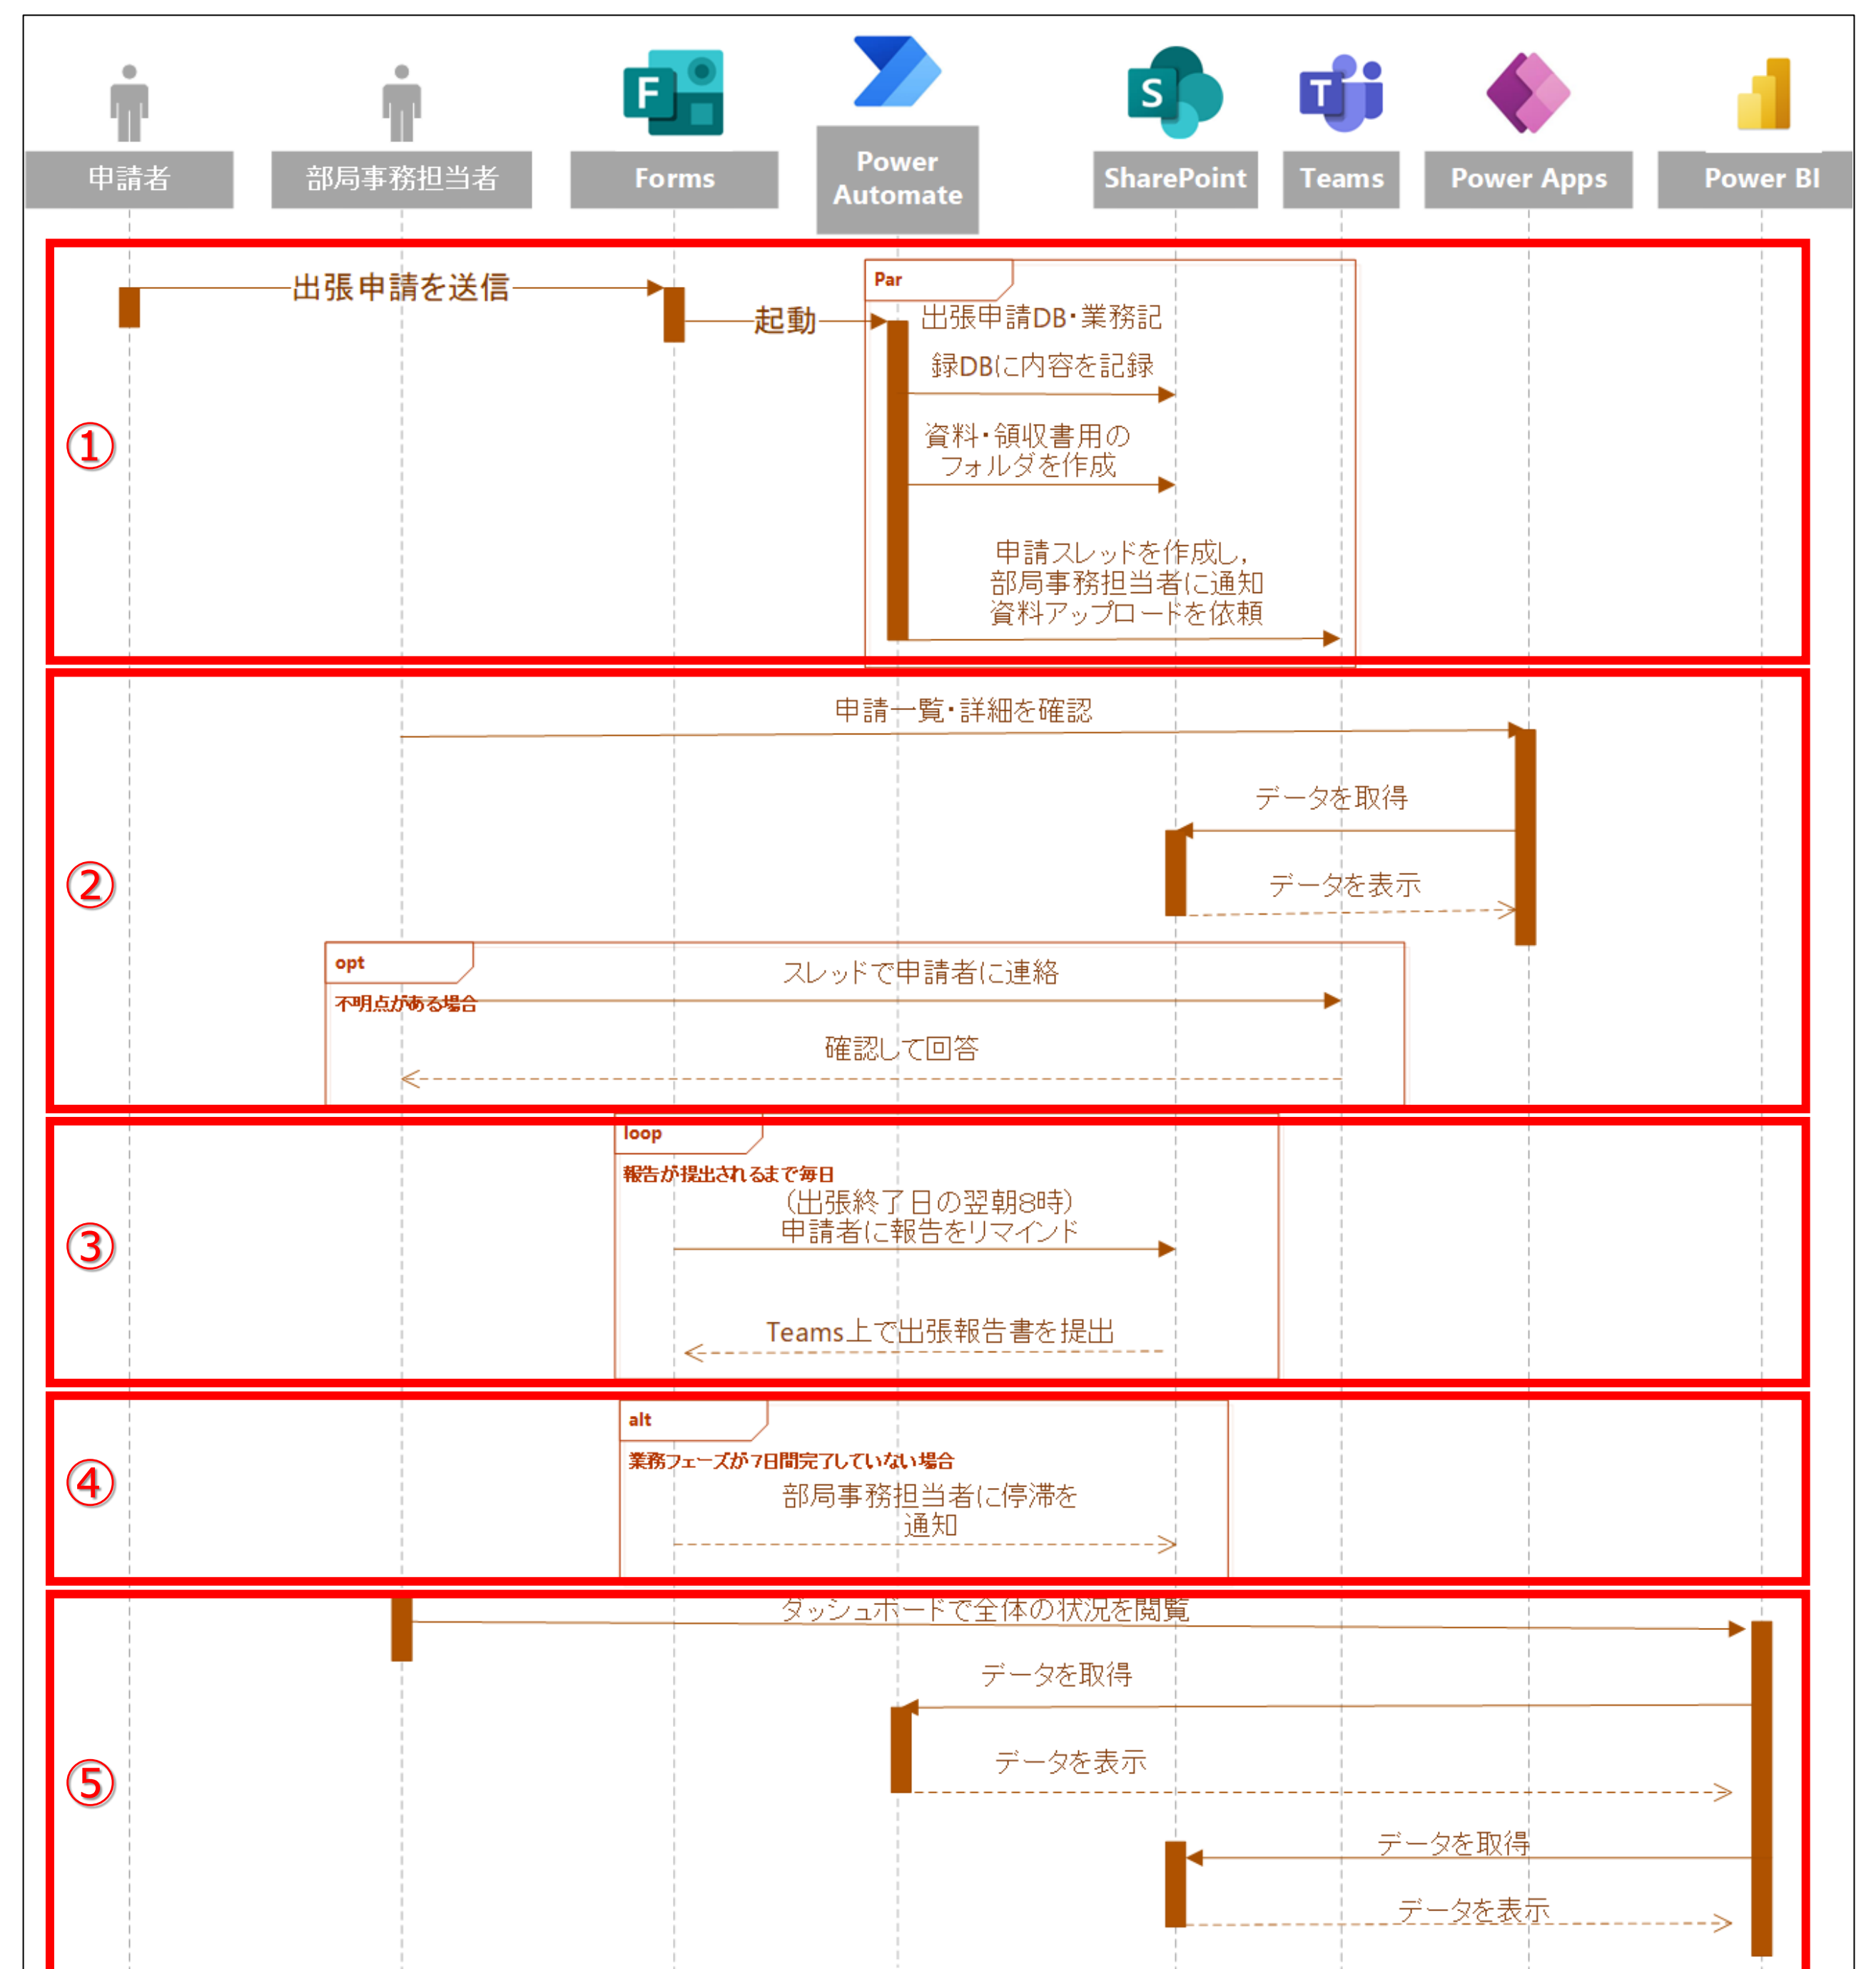 申請者
部局事務担当者
F
Forms
Power
Automate
S
SharePoint
T
Teams
Power Apps
Power BI
①
出張申請を送信
起動
Par
出張申請DB・業務記
録DBに内容を記録
資料・領収書用の
フォルダを作成
申請スレッドを作成し,
部局事務担当者に通知
資料アップロードを依頼
②
申請一覧・詳細を確認
データを取得
データを表示
opt
不明点がある場合
スレッドで申請者に連絡
確認して回答
③
loop
報告が提出されるまで毎日
(出張終了日の翌朝8時)
申請者に報告をリマインド
Teams上で出張報告書を提出
④
alt
業務フェーズが7日間完了していない場合
部局事務担当者に停滞を
通知
⑤
ダッシュボードで全体の状況を閲覧
データを取得
データを表示
データを取得
データを表示